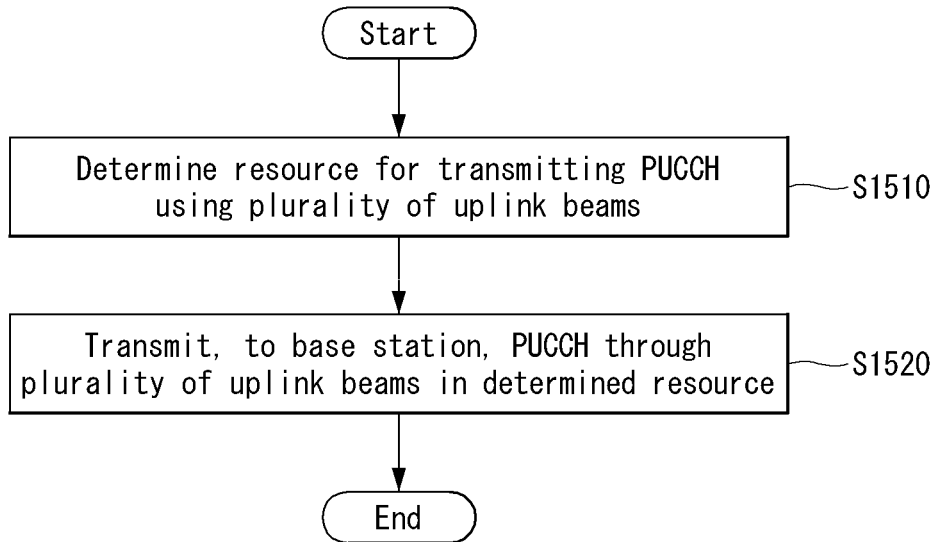 Start
Determine resource for transmitting PUCCH
using plurality of uplink beams
S1510
Transmit, to base station, PUCCH through
plurality of uplink beams in determined resource
S1520
End